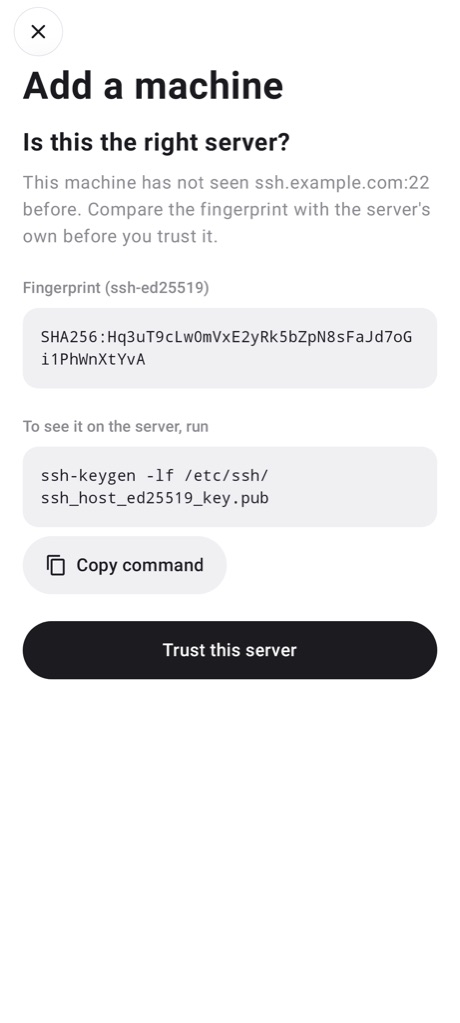 Add a machine
Is this the right server?
This machine has not seen ssh.example.com:22
before. Compare the fingerprint with the server's
own before you trust it.
Fingerprint (ssh-ed25519)
SHA256:Hq3uT9cLw0mVxE2yRk5bZpN8sFaJd7oG
i1PhWnXtYvA
To see it on the server, run
ssh-keygen -lf /etc/ssh/
ssh_host_ed25519_key.pub
Copy command
Trust this server